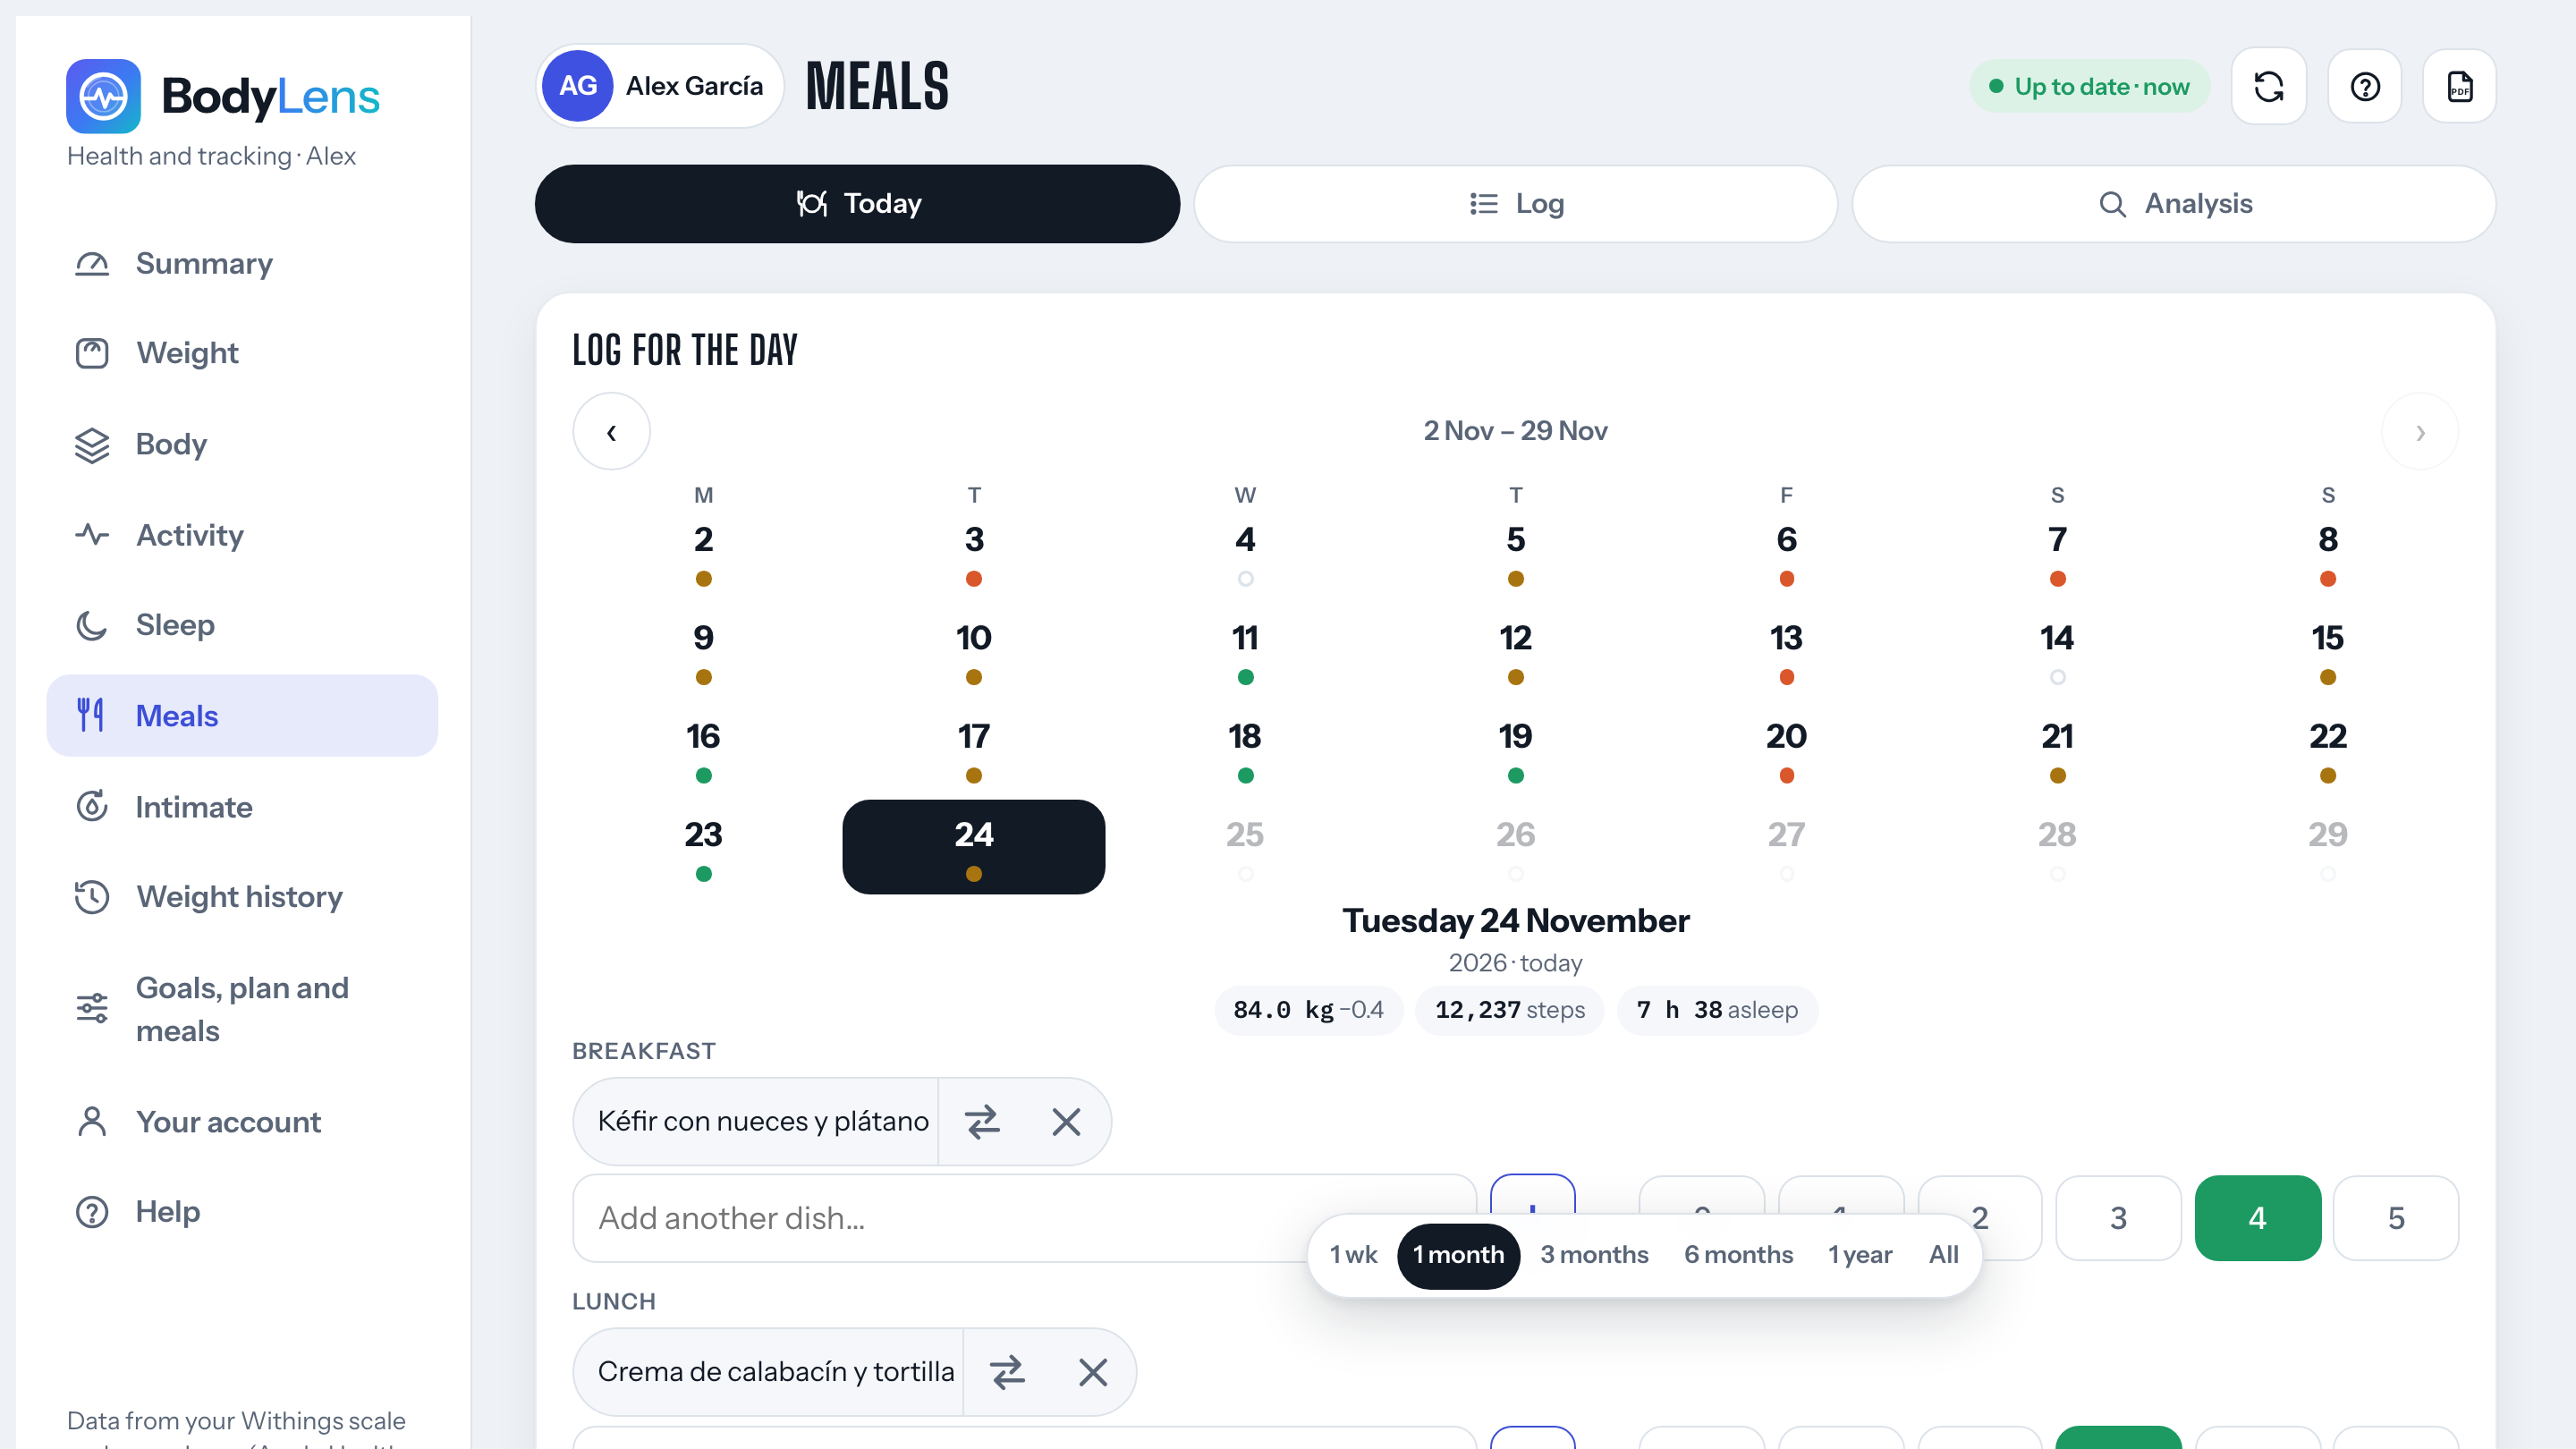 BodyLens
Health and tracking · Alex
Summary
Weight
Body
Activity
Sleep
Meals
Intimate
Weight history
Goals, plan and
meals
Your account
Help
Data from your Withings scale
AG Alex García
MEALS
Up to date · now
PDF
Today
Log
Analysis
LOG FOR THE DAY
‹ 2 Nov – 29 Nov ›
M T W T F S S
2 3 4 5 6 7 8
9 10 11 12 13 14 15
16 17 18 19 20 21 22
23 24 25 26 27 28 29
Tuesday 24 November
2026 · today
84.0 kg −0.4 12,237 steps 7 h 38 asleep
BREAKFAST
Kéfir con nueces y plátano
Add another dish...
2 3 4 5
1 wk 1 month 3 months 6 months 1 year All
LUNCH
Crema de calabacín y tortilla